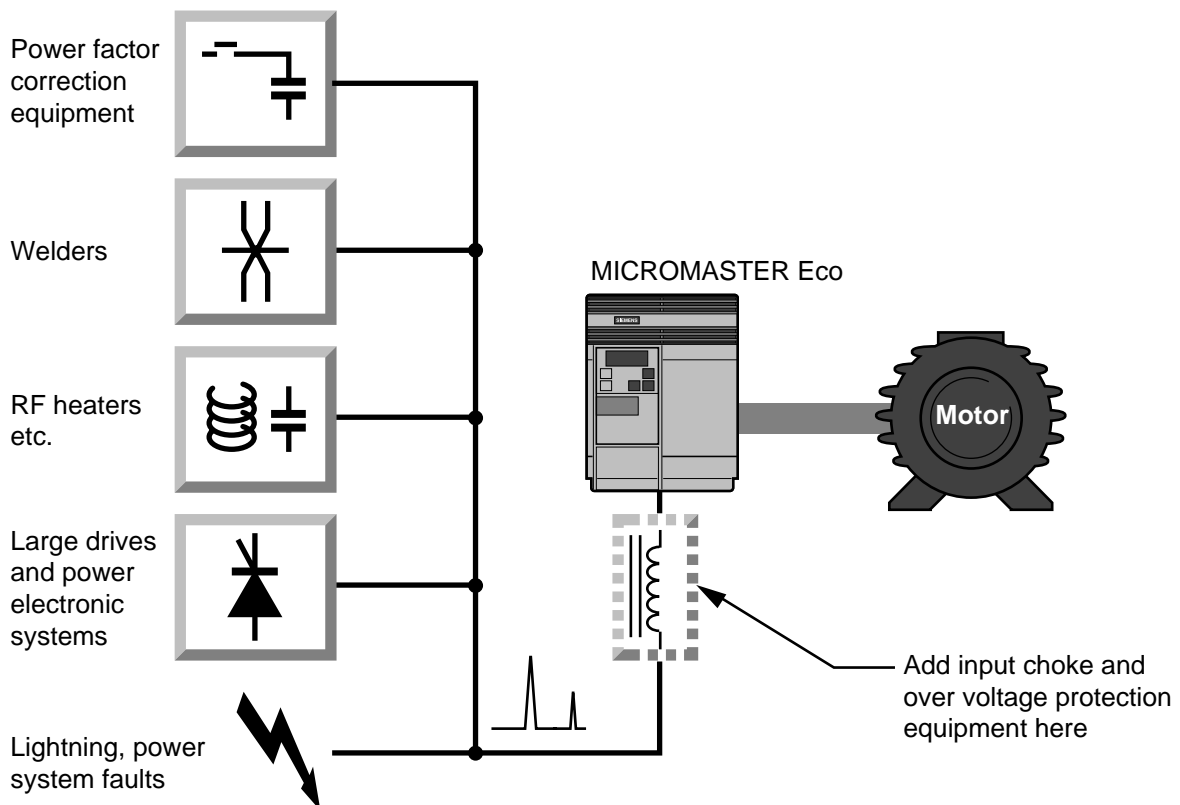 Power factor
correction
equipment
Welders
MICROMASTER Eco
SIEMENS
RF heaters
etc.
Motor
Large drives
and power
electronic
systems
Add input choke and
over voltage protection
equipment here
Lightning, power
system faults